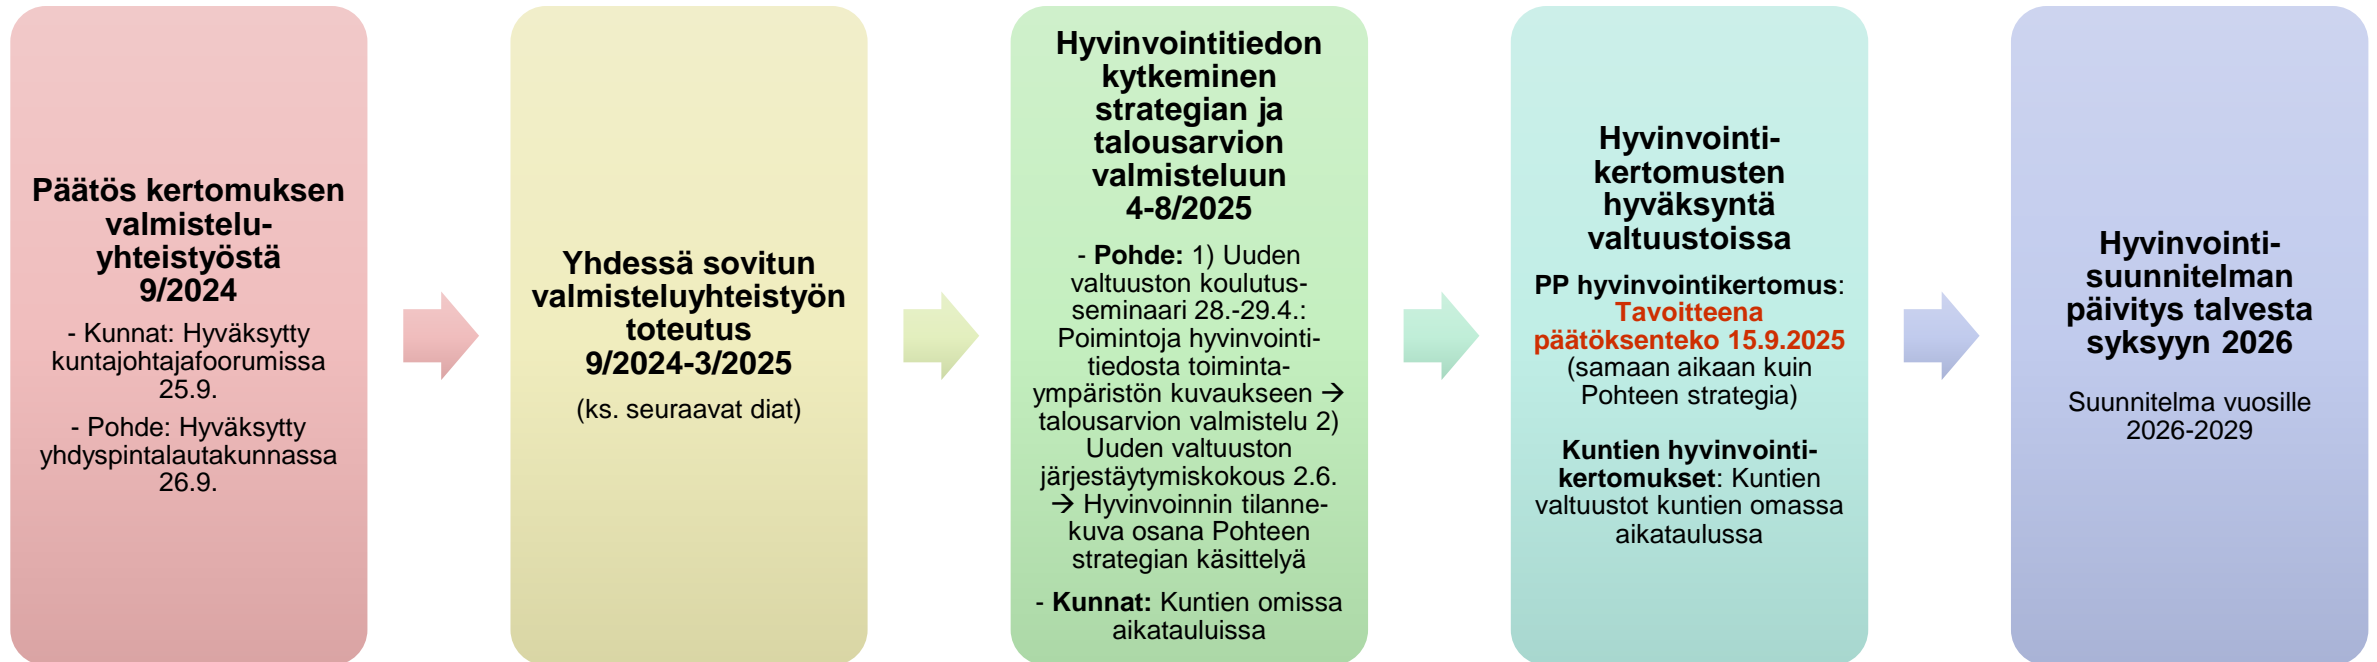 Päätös kertomuksen
valmistelu-
yhteistyöstä
9/2024
- Kunnat: Hyväksytty
kuntajohtajafoorumissa
25.9.
- Pohde: Hyväksytty
yhdyspintalautakunnassa
26.9.
Yhdessä sovitun
valmisteluyhteistyön
toteutus
9/2024-3/2025
(ks. seuraavat diat)
Hyvinvointitiedon
kytkeminen
strategian ja
talousarvion
valmisteluun
4-8/2025
- Pohde: 1) Uuden
valtuuston koulutus-
seminaari 28.-29.4.:
Poimintoja hyvinvointi-
tiedosta toiminta-
ympäristön kuvaukseen →
talousarvion valmistelu 2)
Uuden valtuuston
järjestäytymiskokous 2.6.
→ Hyvinvoinnin tilanne-
kuva osana Pohteen
strategian käsittelyä
- Kunnat: Kuntien omissa
aikatauluissa
Hyvinvointi-
kertomusten
hyväksyntä
valtuustoissa
PP hyvinvointikertomus:
Tavoitteena
päätöksenteko 15.9.2025
(samaan aikaan kuin
Pohteen strategia)
Kuntien hyvinvointi-
kertomukset: Kuntien
valtuustot kuntien omassa
aikataulussa
Hyvinvointi-
suunnitelman
päivitys talvesta
syksyyn 2026
Suunnitelma vuosille
2026-2029